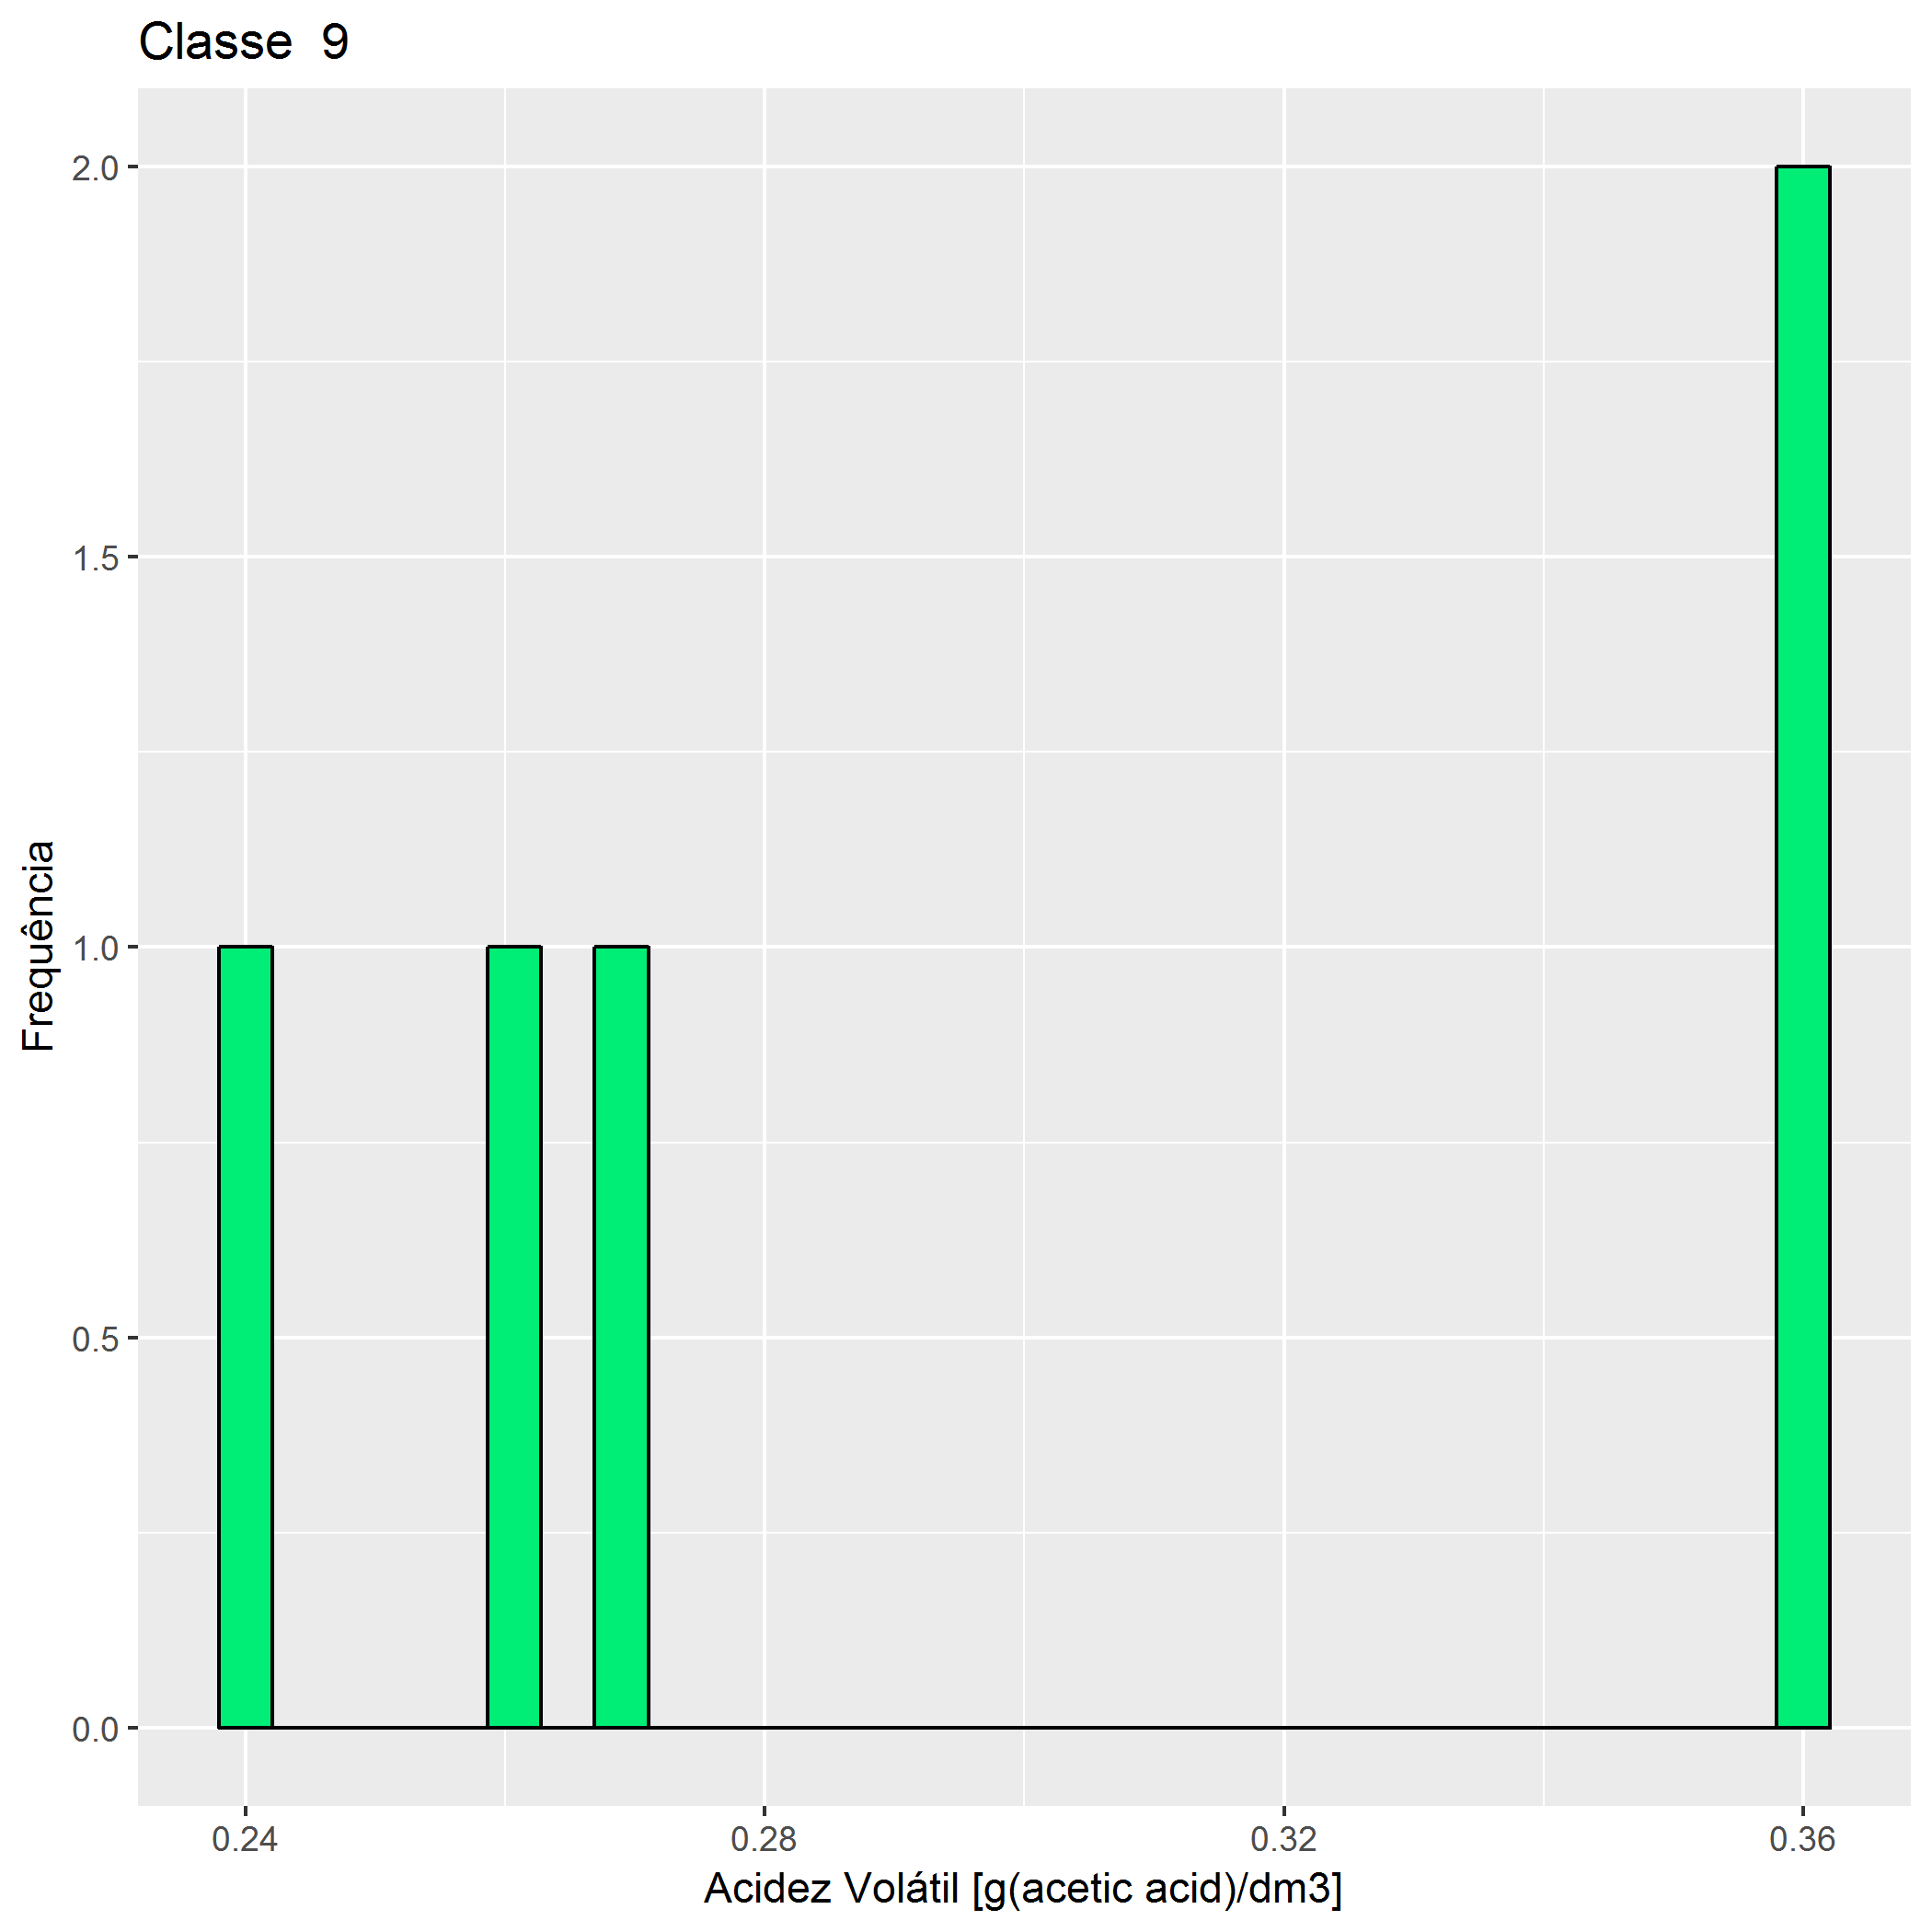 Classe  9
2.0
1.5
1.0
0.5
0.0
Frequência
0.24 0.28 0.32 0.36
Acidez Volátil [g(acetic acid)/dm3]